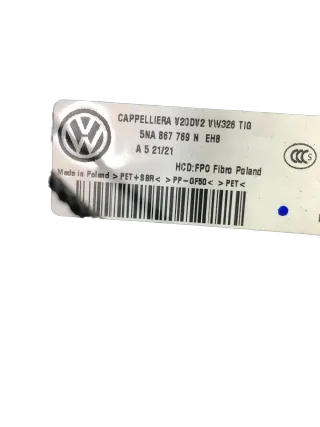 CAPPELLIERA V20DV2 VW326 TIG
5NA 867 769 N EH8
A 5 21/21
HCD:FPO Fibro Poland
Made in Poland >PET+SBR< >PP-GF50< >PET<